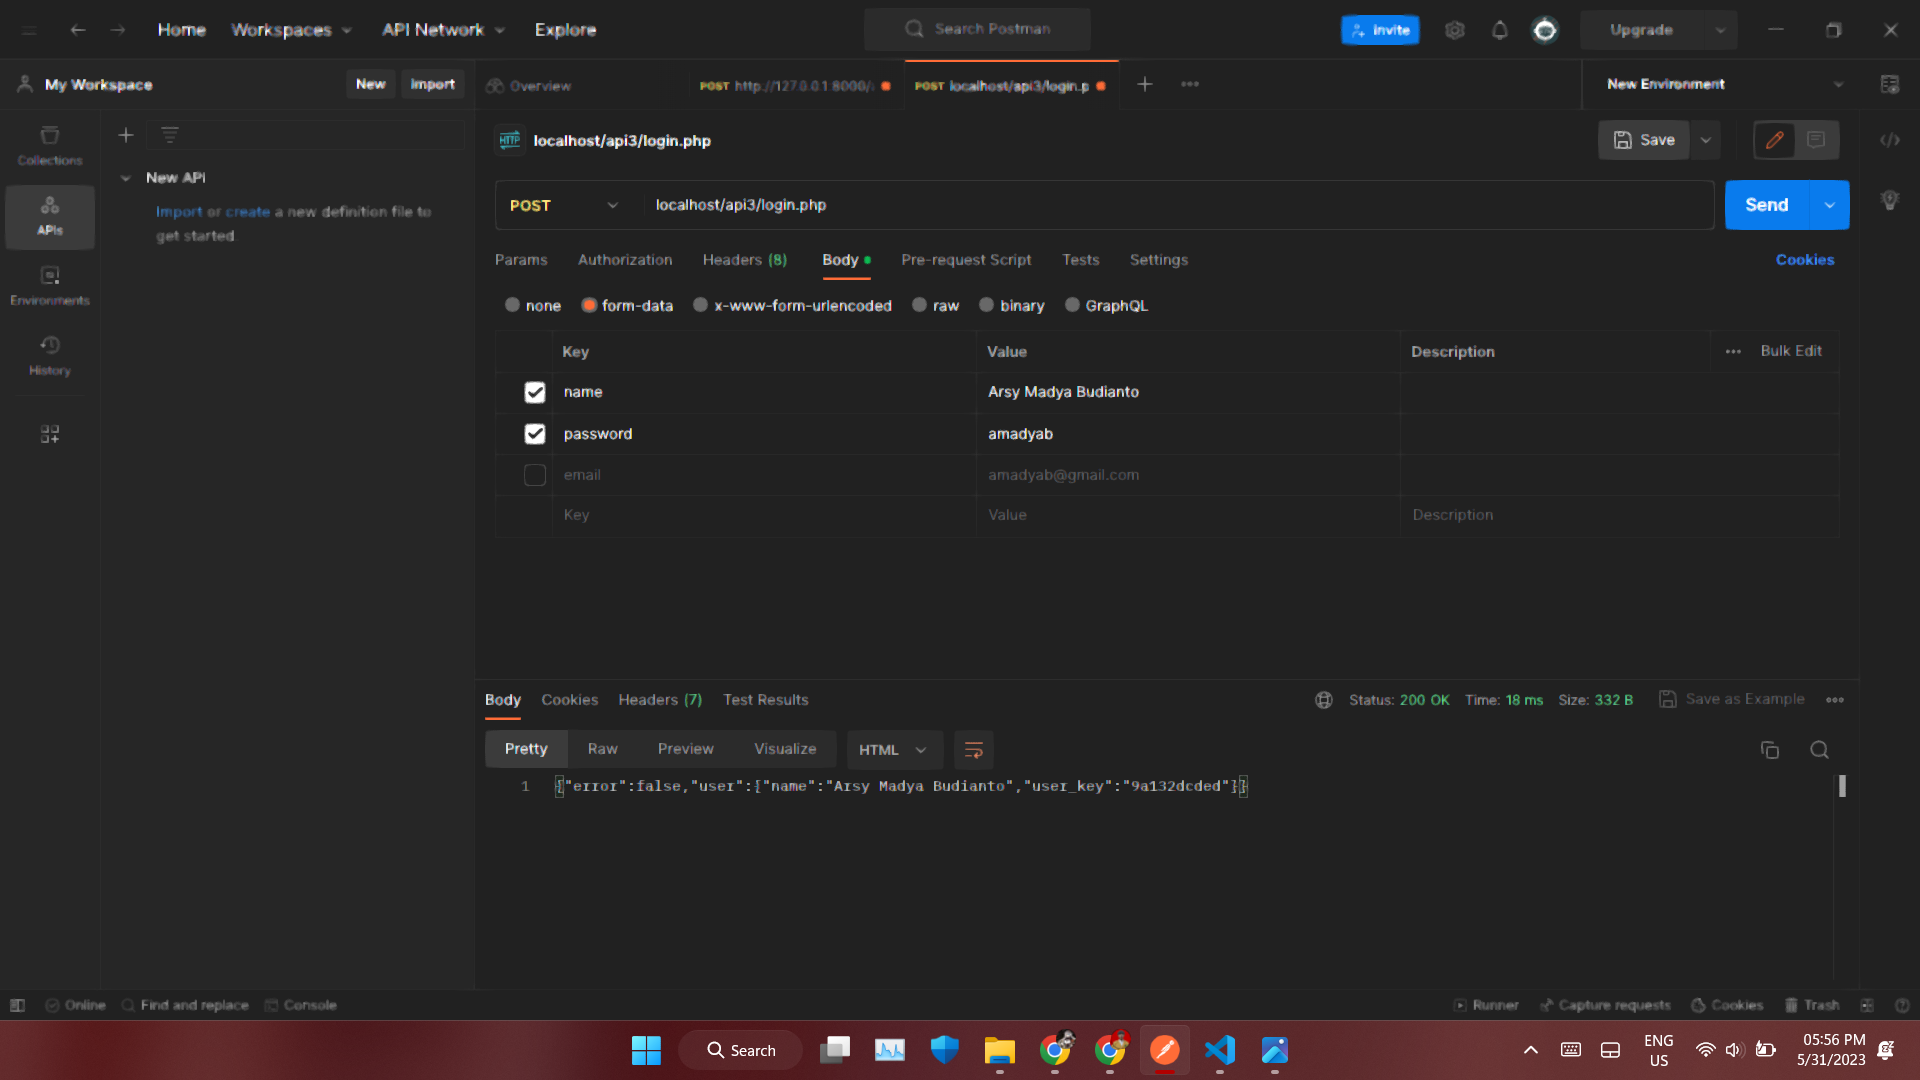 Home Workspaces API Network Explore Search Postman Invite Upgrade
My Workspace New Import Overview POST http://127.0.0.1:8000/ POST localhost/api3/login.p New Environment
HTTP localhost/api3/login.php Save
Collections
New API
Import or create a new definition file to
get started
APIs
Environments
History
POST localhost/api3/login.php Send
Params Authorization Headers (8) Body Pre-request Script Tests Settings Cookies
none form-data x-www-form-urlencoded raw binary GraphQL
Key Value Description Bulk Edit
name Arsy Madya Budianto
password amadyab
email amadyab@gmail.com
Key Value Description
Body Cookies Headers (7) Test Results Status: 200 OK Time: 18 ms Size: 332 B Save as Example
Pretty Raw Preview Visualize HTML
1 {"error":false,"user":{"name":"Arsy Madya Budianto","user_key":"9a132dcded"}}
Online Find and replace Console Runner Capture requests Cookies Trash
Search ENG 05:56 PM
US 5/31/2023